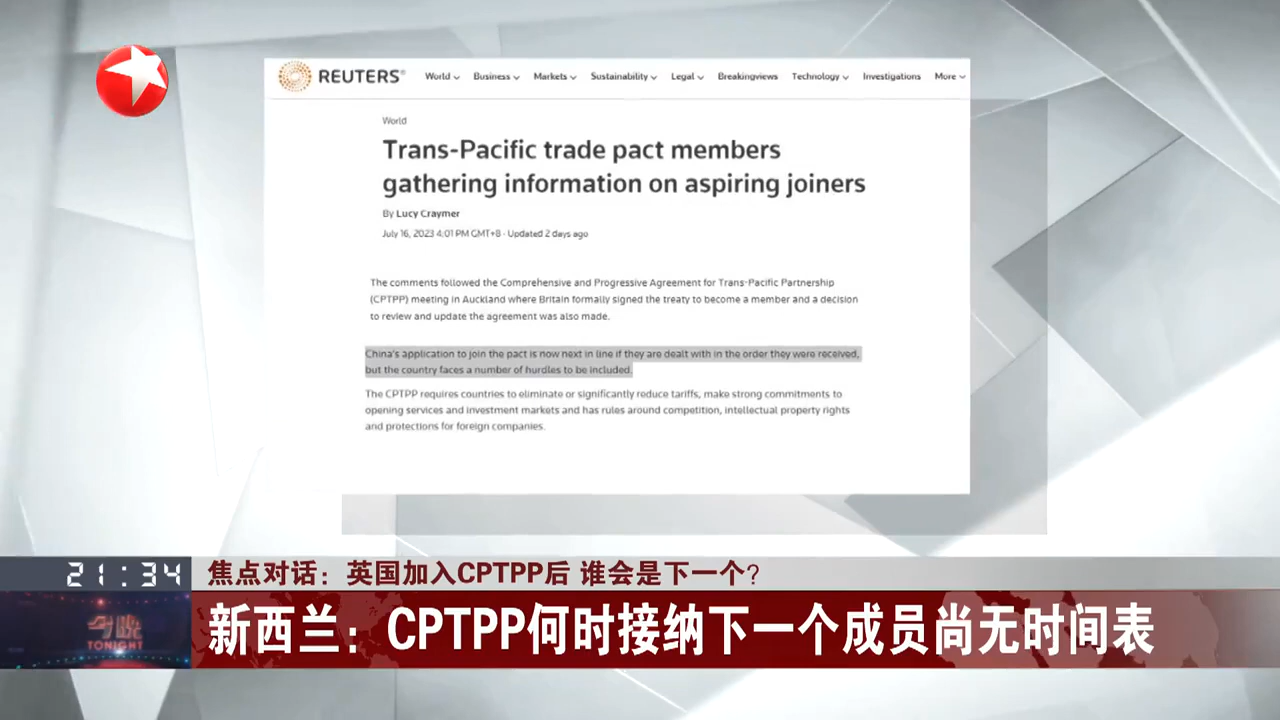 REUTERS
World Business Markets Sustainability Legal Breakingviews Technology Investigations More
World
Trans-Pacific trade pact members
gathering information on aspiring joiners
By Lucy Craymer
July 16, 2023 4:01 PM GMT+8 · Updated 2 days ago
The comments followed the Comprehensive and Progressive Agreement for Trans-Pacific Partnership
(CPTPP) meeting in Auckland where Britain formally signed the treaty to become a member and a decision
to review and update the agreement was also made.
China's application to join the pact is now next in line if they are dealt with in the order they were received,
but the country faces a number of hurdles to be included.
The CPTPP requires countries to eliminate or significantly reduce tariffs, make strong commitments to
opening services and investment markets and has rules around competition, intellectual property rights
and protections for foreign companies.
21:34
焦点对话：英国加入CPTPP后 谁会是下一个?
今晚
TONIGHT
新西兰：CPTPP何时接纳下一个成员尚无时间表